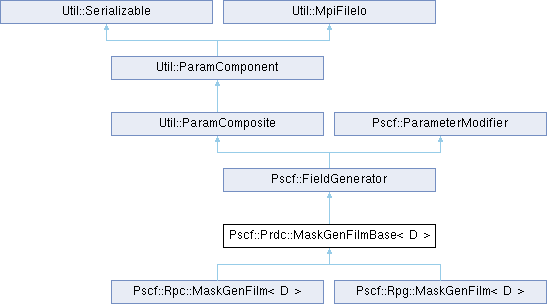 Util::Serializable
Util::MpiFileIo
Util::ParamComponent
Util::ParamComposite
Pscf::ParameterModifier
Pscf::FieldGenerator
Pscf::Prdc::MaskGenFilmBase< D >
Pscf::Rpc::MaskGenFilm< D >
Pscf::Rpg::MaskGenFilm< D >